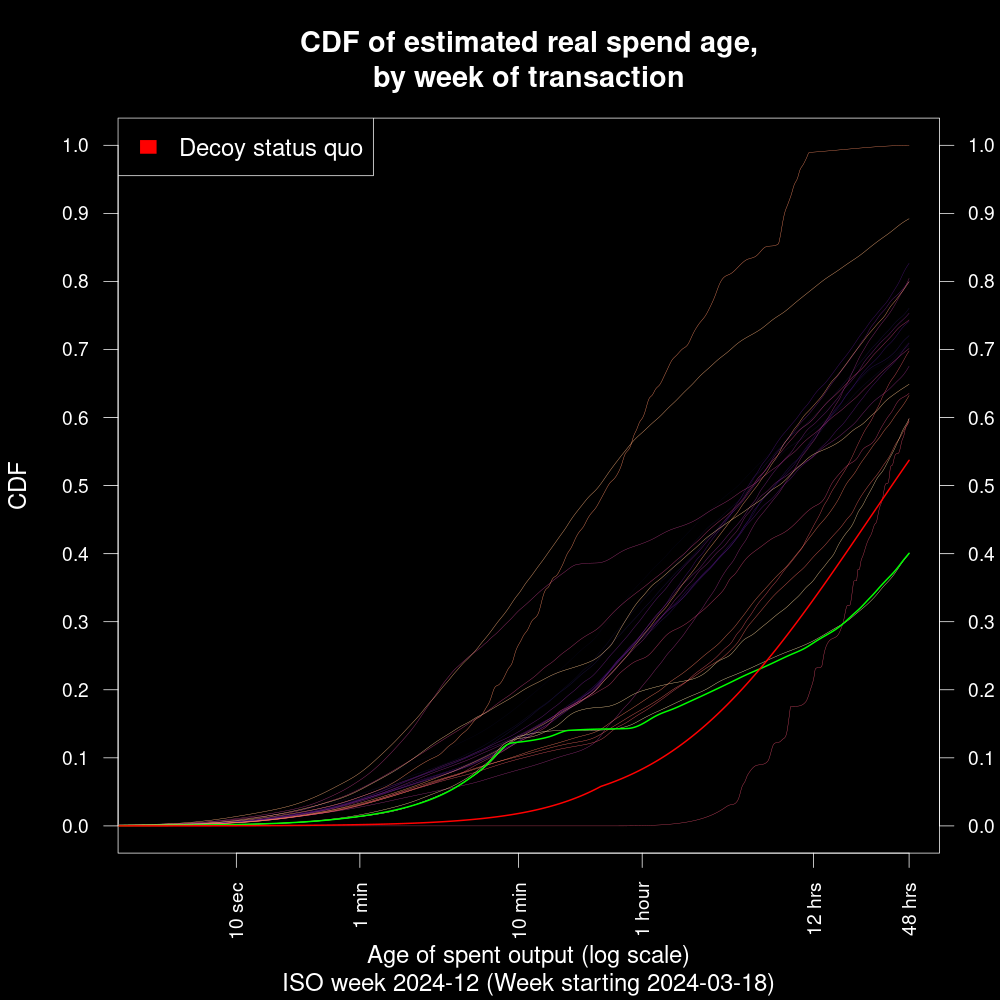 CDF of estimated real spend age,
by week of transaction
Decoy status quo
CDF
1.0
0.9
0.8
0.7
0.6
0.5
0.4
0.3
0.2
0.1
0.0
1.0
0.9
0.8
0.7
0.6
0.5
0.4
0.3
0.2
0.1
0.0
10 sec
1 min
10 min
1 hour
12 hrs
48 hrs
Age of spent output (log scale)
ISO week 2024-12 (Week starting 2024-03-18)